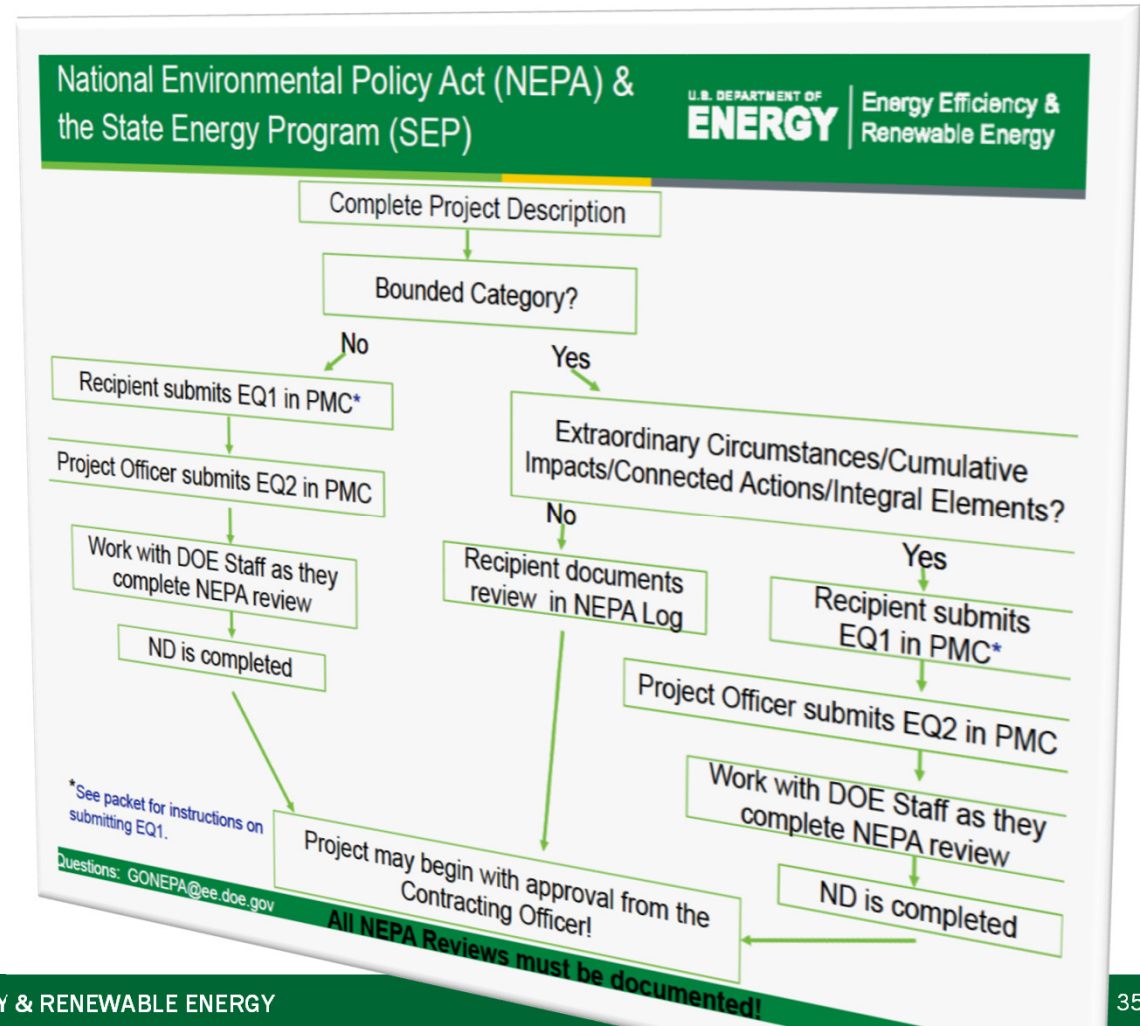 National Environmental Policy Act (NEPA) &
the State Energy Program (SEP)
U.S. DEPARTMENT OF
ENERGY
Energy Efficiency &
Renewable Energy
Complete Project Description
Bounded Category?
No
Yes
Recipient submits EQ1 in PMC*
Extraordinary Circumstances/Cumulative
Impacts/Connected Actions/Integral Elements?
Project Officer submits EQ2 in PMC
No
Yes
Work with DOE Staff as they
complete NEPA review
Recipient documents
review in NEPA Log
Recipient submits
EQ1 in PMC*
ND is completed
Project Officer submits EQ2 in PMC
Work with DOE Staff as they
complete NEPA review
ND is completed
*See packet for instructions on
submitting EQ1.
Project may begin with approval from the
Contracting Officer!
Questions: GONEPA@ee.doe.gov
All NEPA Reviews must be documented!
Y & RENEWABLE ENERGY
35